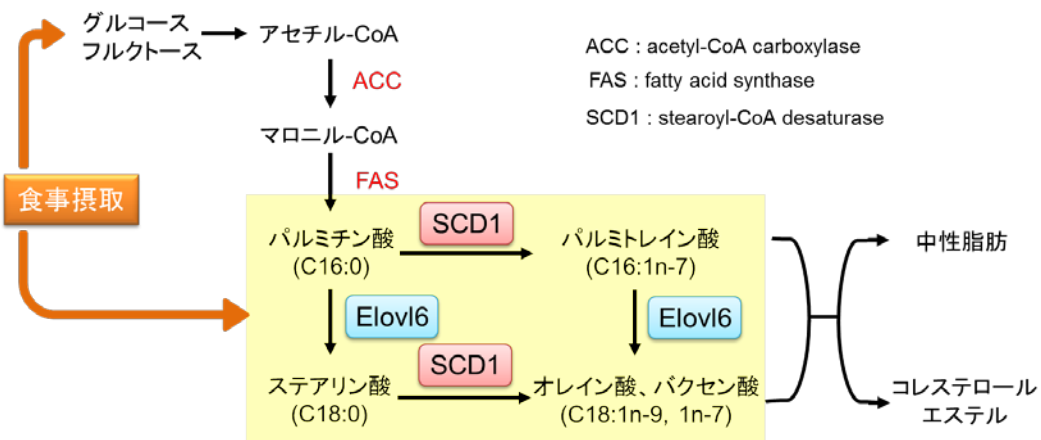 グルコース
フルクトース
アセチル-CoA
ACC : acetyl-CoA carboxylase
ACC
FAS : fatty acid synthase
SCD1 : stearoyl-CoA desaturase
マロニル-CoA
FAS
食事摂取
SCD1
パルミチン酸
(C16:0)
パルミトレイン酸
(C16:1n-7)
中性脂肪
Elovl6
Elovl6
SCD1
ステアリン酸
(C18:0)
オレイン酸、バクセン酸
(C18:1n-9, 1n-7)
コレステロール
エステル